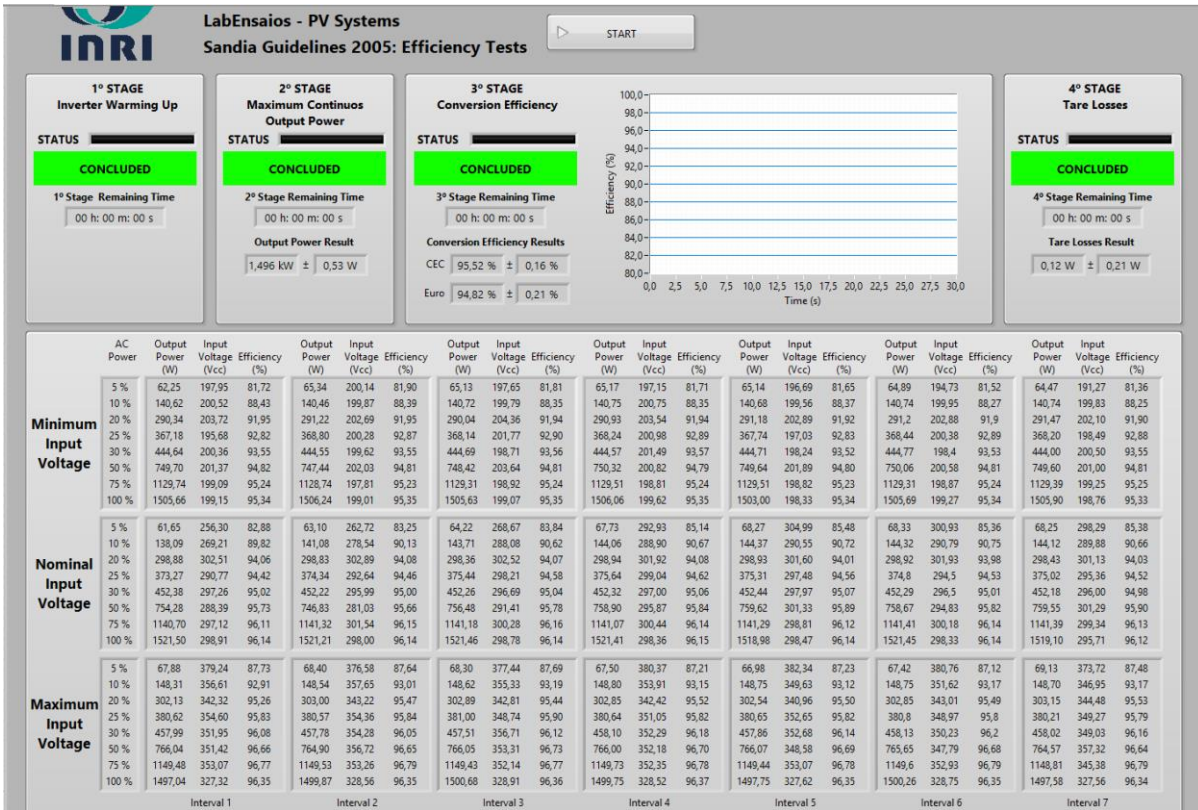 INRI
LabEnsaios - PV Systems
Sandia Guidelines 2005: Efficiency Tests
START
1º STAGE
Inverter Warming Up
STATUS
CONCLUDED
1º Stage Remaining Time
00 h: 00 m: 00 s
2º STAGE
Maximum Continuos
Output Power
STATUS
CONCLUDED
2º Stage Remaining Time
00 h: 00 m: 00 s
Output Power Result
1,496 kW ± 0,53 W
3º STAGE
Conversion Efficiency
STATUS
CONCLUDED
3º Stage Remaining Time
00 h: 00 m: 00 s
Conversion Efficiency Results
CEC 95,52 % ± 0,16 %
Euro 94,82 % ± 0,21 %
Efficiency (%)
100,0
98,0
96,0
94,0
92,0
90,0
88,0
86,0
84,0
82,0
80,0
0,0 2,5 5,0 7,5 10,0 12,5 15,0 17,5 20,0 22,5 25,0 27,5 30,0
Time (s)
4º STAGE
Tare Losses
STATUS
CONCLUDED
4º Stage Remaining Time
00 h: 00 m: 00 s
Tare Losses Result
0,12 W ± 0,21 W
AC Output Input Output Input Output Input Output Input Output Input Output Input Output Input
Power Power Voltage Efficiency Power Voltage Efficiency Power Voltage Efficiency Power Voltage Efficiency Power Voltage Efficiency Power Voltage Efficiency Power Voltage Efficiency
(W) (Vcc) (%) (W) (Vcc) (%) (W) (Vcc) (%) (W) (Vcc) (%) (W) (Vcc) (%) (W) (Vcc) (%) (W) (Vcc) (%)
Minimum
Input
Voltage
5 % 62,25 197,95 81,72 65,34 200,14 81,90 65,13 197,65 81,81 65,17 197,15 81,71 65,14 196,69 81,65 64,89 194,73 81,52 64,47 191,27 81,36
10 % 140,62 200,52 88,43 140,46 199,87 88,39 140,72 199,79 88,35 140,75 200,75 88,35 140,68 199,56 88,37 140,74 199,95 88,27 140,74 199,83 88,25
20 % 290,34 203,72 91,95 291,22 202,69 91,95 290,04 204,36 91,94 290,93 203,54 91,94 291,18 202,89 91,92 291,2 202,88 91,9 291,47 202,10 91,90
25 % 367,18 195,68 92,82 368,80 200,28 92,87 368,14 201,77 92,90 368,24 200,98 92,89 367,74 197,03 92,83 368,44 200,38 92,89 368,20 198,49 92,88
30 % 444,64 200,36 93,55 444,55 199,62 93,55 444,69 198,71 93,56 444,57 201,49 93,57 444,71 198,24 93,52 444,77 198,4 93,53 444,00 200,50 93,55
50 % 749,70 201,37 94,82 747,44 202,03 94,81 748,42 203,64 94,81 750,32 200,82 94,79 749,64 201,89 94,80 750,06 200,58 94,81 749,60 201,00 94,81
75 % 1129,74 199,09 95,24 1128,74 197,81 95,23 1129,31 198,92 95,24 1129,51 198,81 95,24 1129,51 198,82 95,23 1129,31 198,87 95,24 1129,39 199,25 95,25
100 % 1505,66 199,15 95,34 1506,24 199,01 95,35 1505,63 199,07 95,35 1506,06 199,62 95,35 1503,00 198,33 95,34 1505,69 199,27 95,34 1505,90 198,76 95,33
Nominal
Input
Voltage
5 % 61,65 256,30 82,88 63,10 262,72 83,25 64,22 268,67 83,84 67,73 292,93 85,14 68,27 304,99 85,48 68,33 300,93 85,36 68,25 298,29 85,38
10 % 138,09 269,21 89,82 141,08 278,54 90,13 143,71 288,08 90,62 144,06 288,90 90,67 144,37 290,55 90,72 144,32 290,79 90,75 144,12 289,88 90,66
20 % 298,88 302,51 94,06 298,83 302,89 94,08 298,36 302,52 94,07 298,94 301,92 94,08 298,93 301,60 94,01 298,92 301,93 93,98 298,43 301,13 94,03
25 % 373,27 290,77 94,42 374,34 292,64 94,46 375,44 298,21 94,58 375,64 299,04 94,62 375,31 297,48 94,56 374,8 294,5 94,53 375,02 295,36 94,52
30 % 452,38 297,26 95,02 452,22 295,99 95,00 452,26 296,69 95,04 452,32 297,00 95,06 452,44 297,97 95,07 452,29 296,5 95,01 452,18 296,00 94,98
50 % 754,28 288,39 95,73 746,83 281,03 95,66 756,48 291,41 95,78 758,90 295,87 95,84 759,62 301,33 95,89 758,67 294,83 95,82 759,55 301,29 95,90
75 % 1140,70 297,12 96,11 1141,32 301,54 96,15 1141,18 300,28 96,16 1141,07 300,44 96,14 1141,29 298,81 96,12 1141,41 300,18 96,14 1141,39 299,34 96,13
100 % 1521,50 298,91 96,14 1521,21 298,00 96,14 1521,46 298,78 96,14 1521,41 298,36 96,15 1518,98 298,47 96,14 1521,45 298,33 96,14 1519,10 295,71 96,12
Maximum
Input
Voltage
5 % 67,88 379,24 87,73 68,40 376,58 87,64 68,30 377,44 87,69 67,50 380,37 87,21 66,98 382,34 87,23 67,42 380,76 87,12 69,13 373,72 87,48
10 % 148,31 356,61 92,91 148,54 357,65 93,01 148,62 355,33 93,19 148,80 353,91 93,15 148,75 349,63 93,12 148,75 351,62 93,17 148,70 346,95 93,17
20 % 302,13 342,32 95,26 303,00 343,22 95,47 302,89 342,81 95,44 302,85 342,42 95,52 302,54 340,96 95,50 302,85 343,01 95,49 303,15 344,48 95,53
25 % 380,62 354,60 95,83 380,57 354,36 95,84 381,00 348,74 95,90 380,64 351,05 95,82 380,65 352,65 95,82 380,8 348,97 95,8 380,21 349,27 95,79
30 % 457,99 351,95 96,08 457,78 354,28 96,05 457,51 356,71 96,12 458,10 352,29 96,18 457,86 352,68 96,14 458,13 350,23 96,2 458,02 349,03 96,16
50 % 766,04 351,42 96,66 764,90 356,72 96,65 766,05 353,31 96,73 766,00 352,18 96,70 766,07 348,58 96,69 765,65 347,79 96,68 764,57 357,32 96,64
75 % 1149,48 353,07 96,77 1149,53 353,26 96,79 1149,43 352,14 96,77 1149,73 352,35 96,78 1149,44 353,07 96,78 1149,6 352,93 96,79 1148,81 345,38 96,79
100 % 1497,04 327,32 96,35 1499,87 328,56 96,35 1500,68 328,91 96,36 1499,75 328,52 96,37 1497,75 327,62 96,35 1500,26 328,75 96,35 1497,58 327,56 96,34
Interval 1 Interval 2 Interval 3 Interval 4 Interval 5 Interval 6 Interval 7